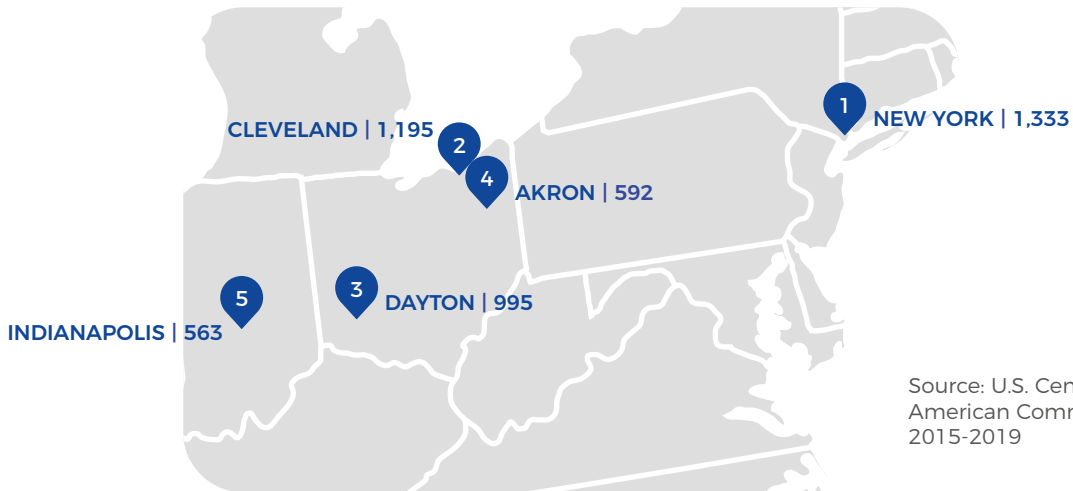 1
NEW YORK | 1,333
CLEVELAND | 1,195
2
4
AKRON | 592
3
DAYTON | 995
5
INDIANAPOLIS | 563
Source: U.S.
American
2015-2019